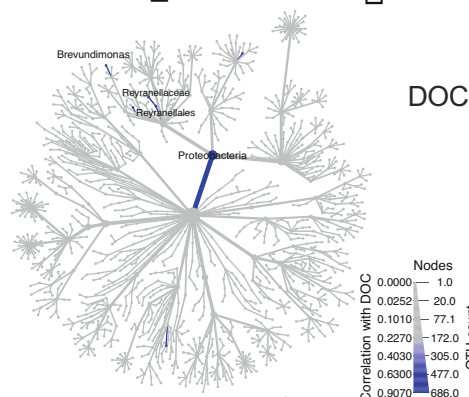 Brevundimonas
Reyranellaceae
Reyranellales
Proteobacteria
DOC
Nodes
Correlation with DOC
0.0000 1.0
0.0252 20.0
0.1010 77.1
0.2270 172.0
0.4030 305.0
0.6300 477.0
0.9070 686.0
count